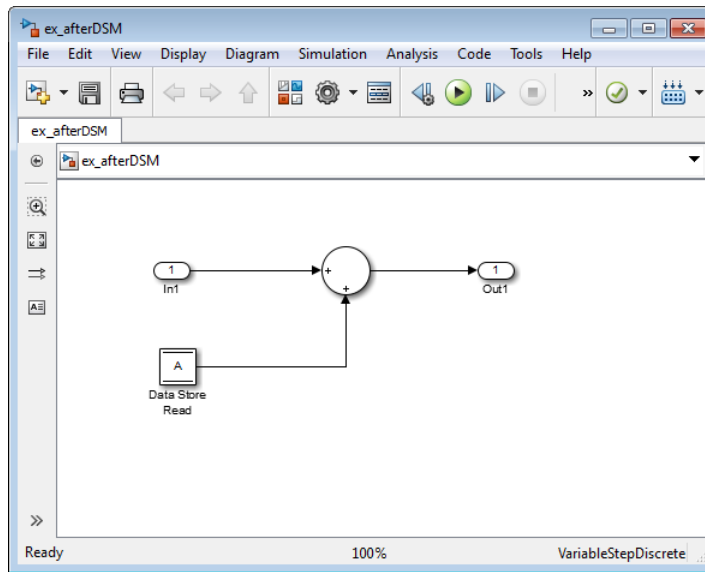 ex_afterDSM
File Edit View Display Diagram Simulation Analysis Code Tools Help
»
ex_afterDSM
ex_afterDSM
1
In1
+
+
1
Out1
A
Data Store
Read
A
»
Ready 100% VariableStepDiscrete